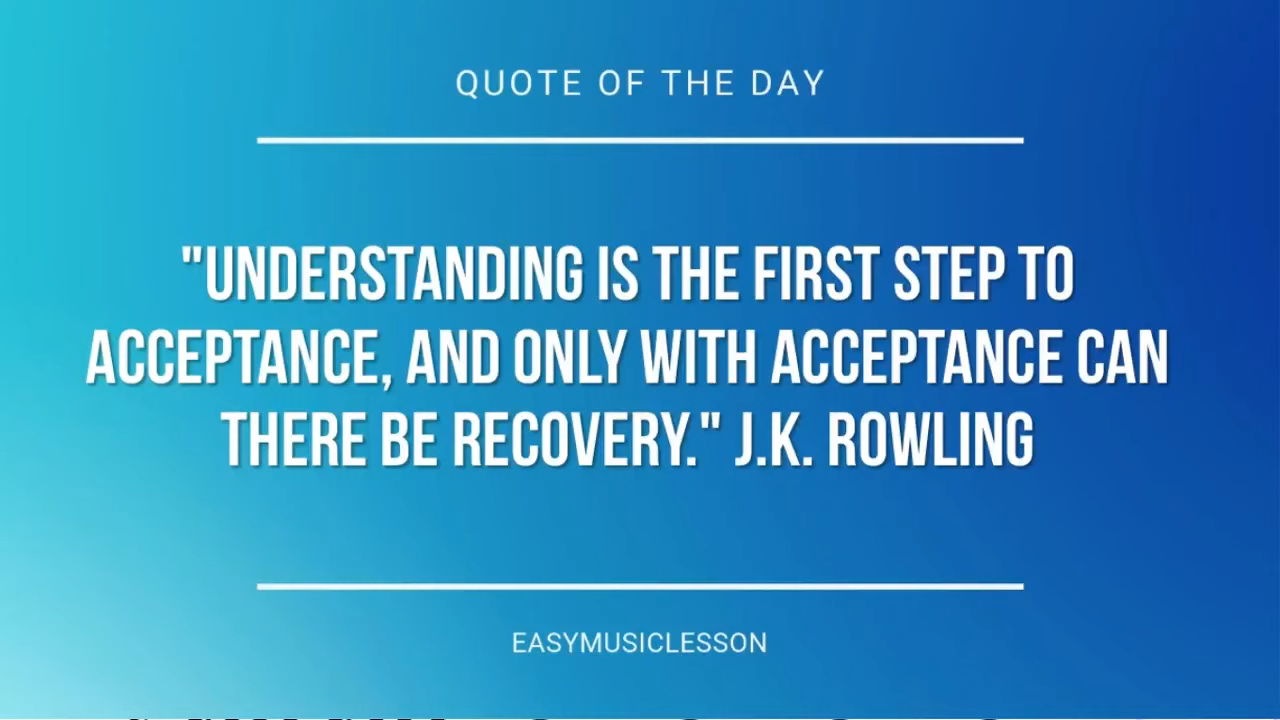 QUOTE OF THE DAY
"UNDERSTANDING IS THE FIRST STEP TO
ACCEPTANCE, AND ONLY WITH ACCEPTANCE CAN
THERE BE RECOVERY." J.K. ROWLING
EASYMUSICLESSON